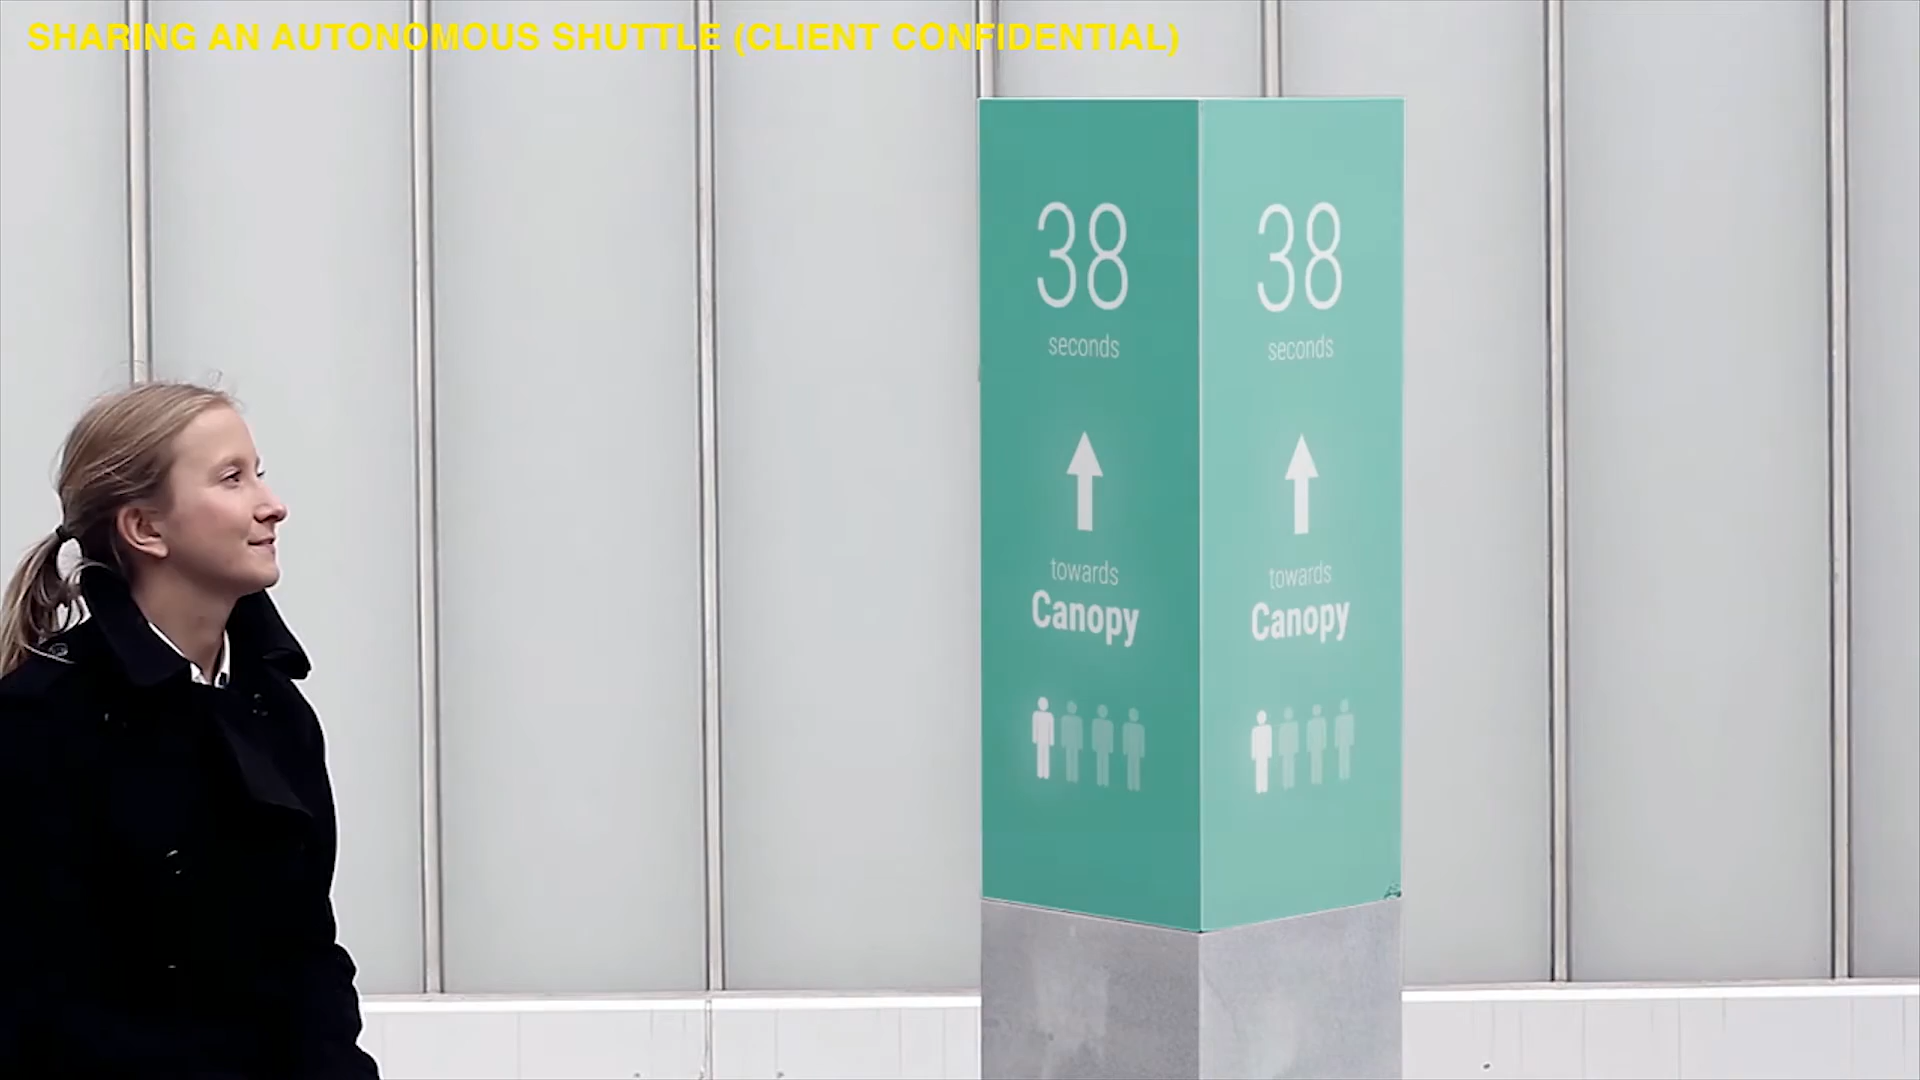 SHARING AN AUTONOMOUS SHUTTLE (CLIENT CONFIDENTIAL)
38
seconds
towards
Canopy
38
seconds
towards
Canopy